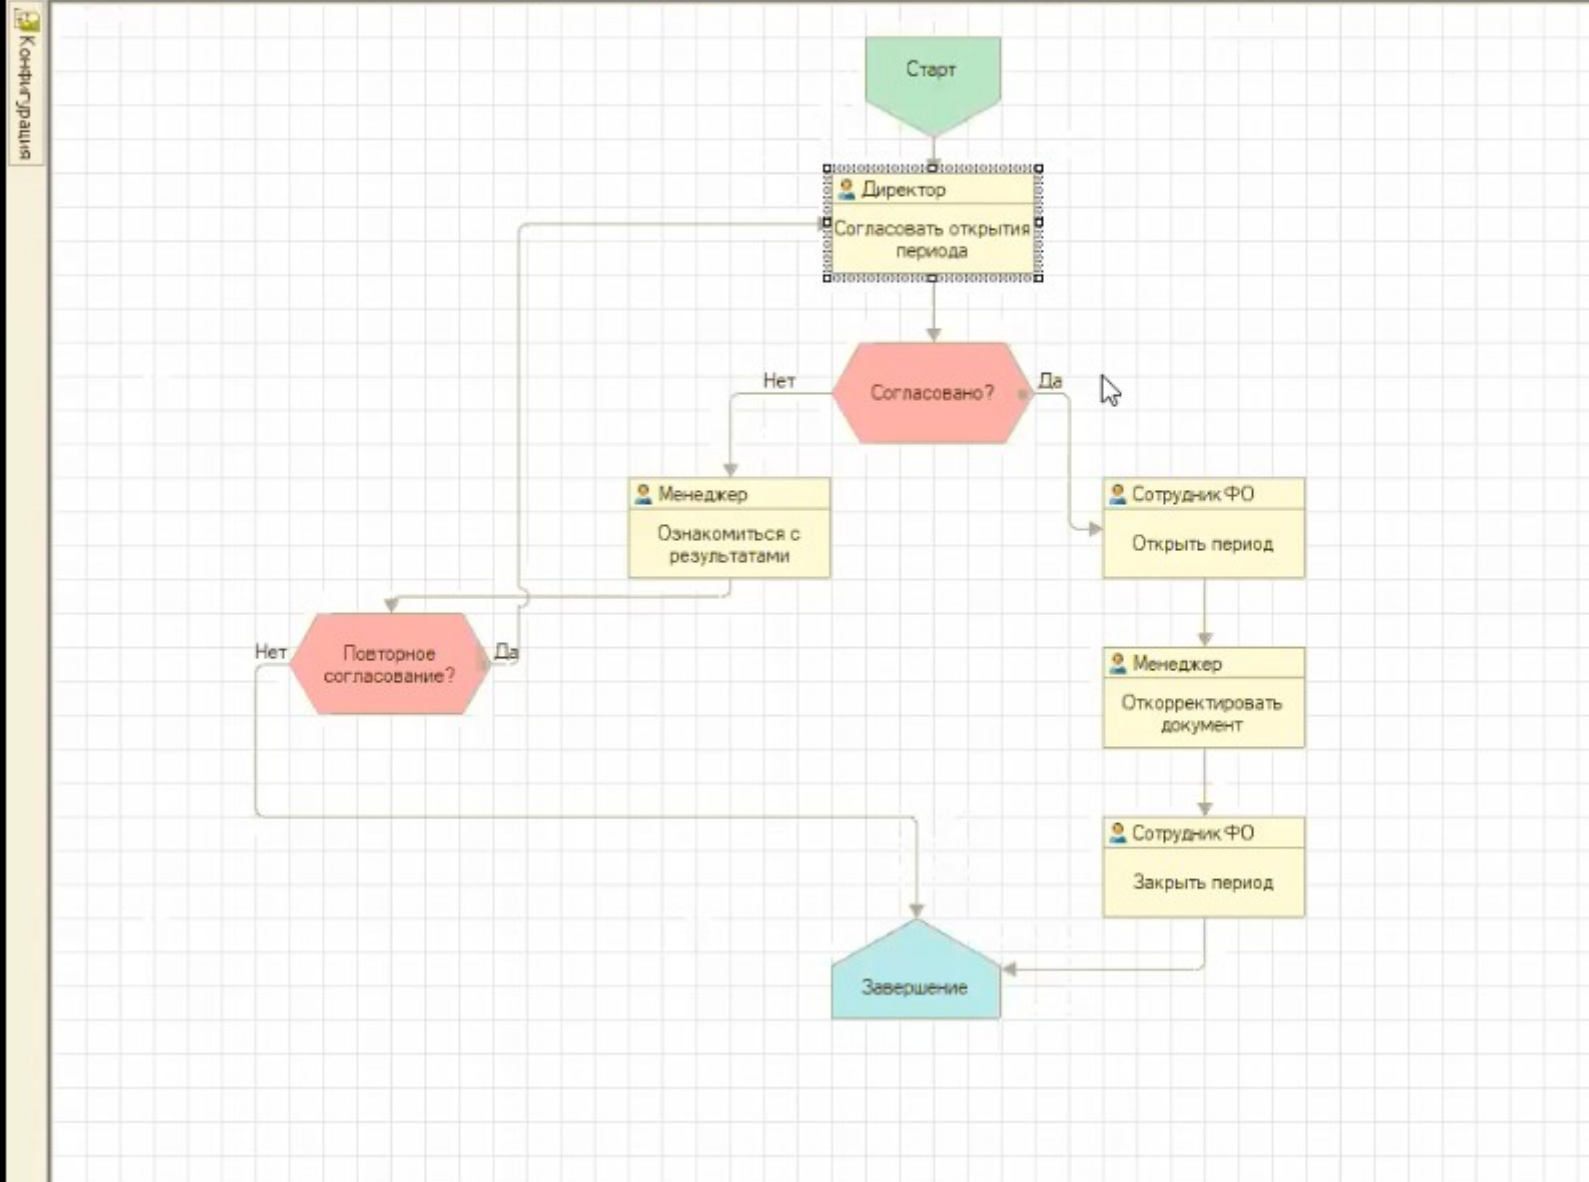 Конфигурация
Старт
Директор
Согласовать открытия
периода
Согласовано?
Нет
Да
Менеджер
Ознакомиться с
результатами
Сотрудник ФО
Открыть период
Повторное
согласование?
Нет
Да
Менеджер
Откорректировать
документ
Сотрудник ФО
Закрыть период
Завершение